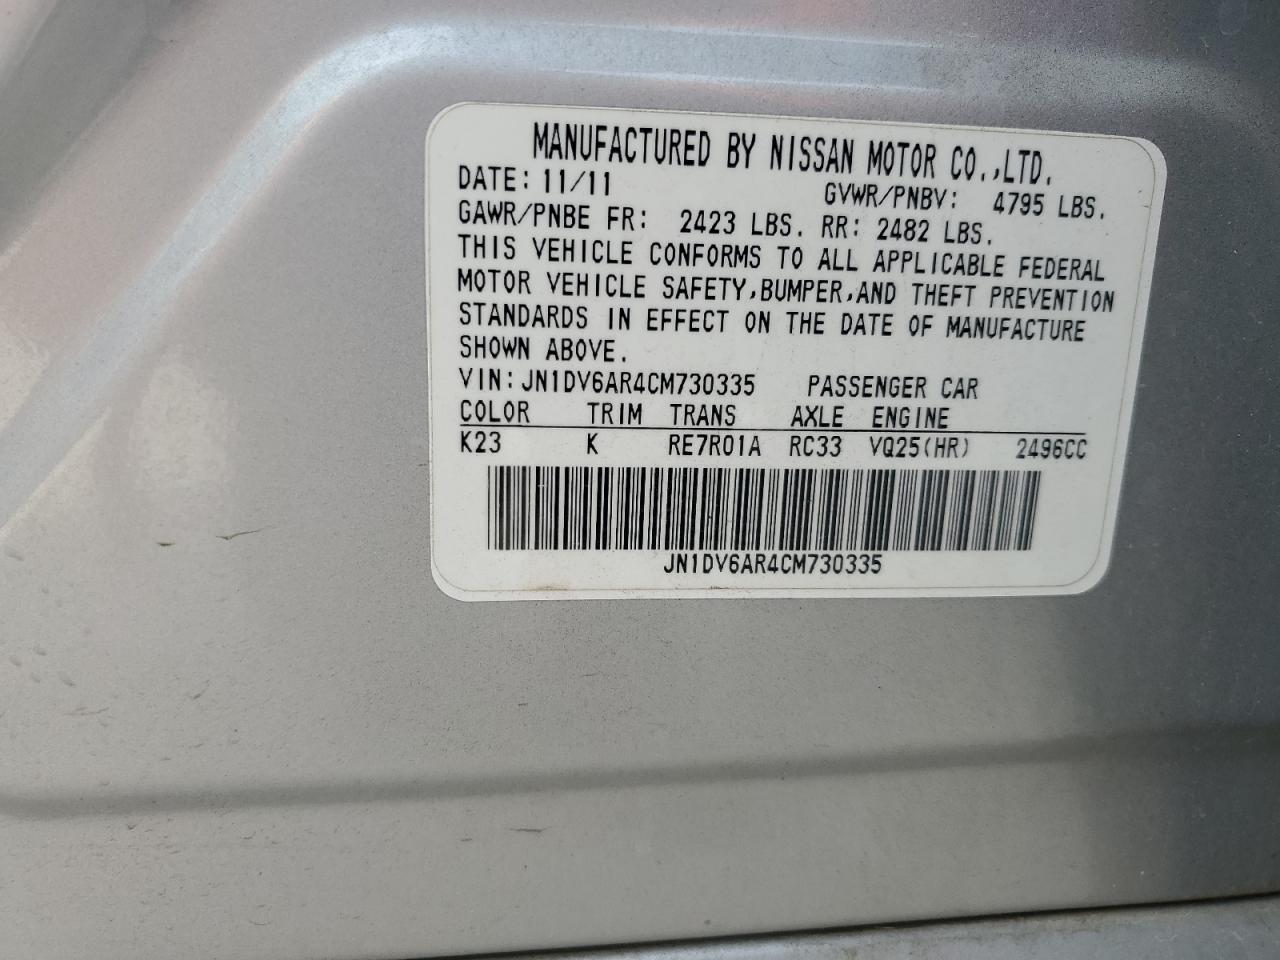 MANUFACTURED BY NISSAN MOTOR CO.,LTD.
DATE: 11/11 GVWR/PNBV: 4795 LBS.
GAWR/PNBE FR: 2423 LBS. RR: 2482 LBS.
THIS VEHICLE CONFORMS TO ALL APPLICABLE FEDERAL
MOTOR VEHICLE SAFETY,BUMPER,AND THEFT PREVENTION
STANDARDS IN EFFECT ON THE DATE OF MANUFACTURE
SHOWN ABOVE.
VIN: JN1DV6AR4CM730335 PASSENGER CAR
COLOR TRIM TRANS AXLE ENGINE
K23 K RE7R01A RC33 VQ25(HR) 2496CC
JN1DV6AR4CM730335